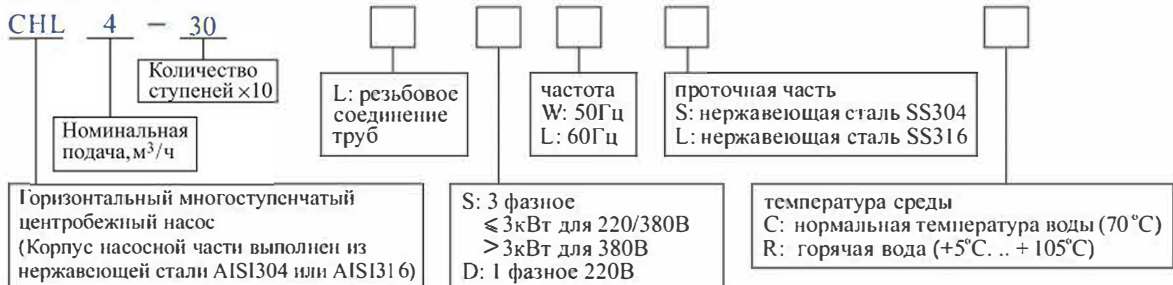 CHL 4 - 30
Количество
ступеней ×10
Номинальная
подача, м³/ч
L: резьбовое
соединение
труб
частота
W: 50Гц
L: 60Гц
проточная часть
S: нержавеющая сталь SS304
L: нержавеющая сталь SS316
Горизонтальный многоступенчатый
центробежный насос
(Корпус насосной части выполнен из
нержавеющей стали AISI304 или AISI316)
S: 3 фазное
⩽3кВт для 220/380В
>3кВт для 380В
D: 1 фазное 220В
температура среды
C: нормальная температура воды (70°C)
R: горячая вода (+5°C. .. +105°C)